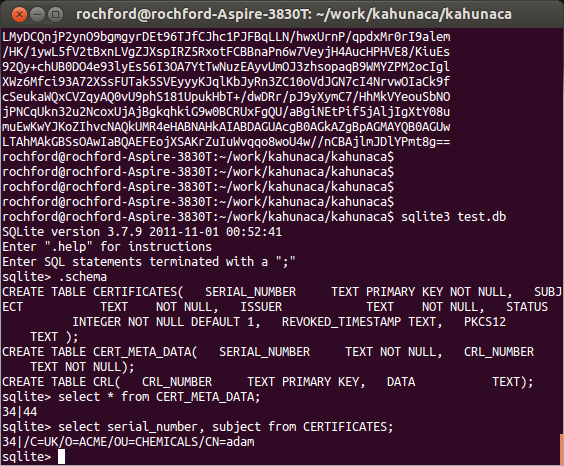 rochford@rochford-Aspire-3830T: ~/work/kahunaca/kahunaca
LMyDCQnjP2ynO9bgmgyrDEt96TJfCJhc1PJFBqLLN/hwxUrnP/qpdxMr0rI9alem
/HK/1ywL5fV2tBxnLVgZJXspIRZ5RxotFCBBnaPn6w7VeyjH4AucHPHVE8/KiuEs
92Qy+chUB0DO4e93lyEs56I3OA7YtTwNuzEAyvUmOJ3zhsopaqB9WMYZPM2ocIgl
XWz6Mfci93A72XSsFUTak5SVEyyyKJqlKbJyRn3ZC10oVdJGN7cI4NrvwOIaCk9f
cSeukaWQxCVZqyAQ0vU9phS181UpukHbT+/dwDRr/pJ9yXymC7/HhMkVYeouSbNO
jPNCqUkn32u2NcoxUjAjBgkqhkiG9w0BCRUxFgQU/aBgiNEtPif5jAljIgXtY08u
muEwKwYJKoZIhvcNAQkUMR4eHABNAHkAIABDAGUAcgB0AGkAZgBpAGMAYQB0AGUw
LTAhMAkGBSsOAwIaBQAEFEojXSAKrZuIuWvqqo8woU4w//nCBAjlmJDlYPmt8g==
rochford@rochford-Aspire-3830T:~/work/kahunaca/kahunaca$
rochford@rochford-Aspire-3830T:~/work/kahunaca/kahunaca$
rochford@rochford-Aspire-3830T:~/work/kahunaca/kahunaca$
rochford@rochford-Aspire-3830T:~/work/kahunaca/kahunaca$
rochford@rochford-Aspire-3830T:~/work/kahunaca/kahunaca$ sqlite3 test.db
SQLite version 3.7.9 2011-11-01 00:52:41
Enter ".help" for instructions
Enter SQL statements terminated with a ";"
sqlite> .schema
CREATE TABLE CERTIFICATES(   SERIAL_NUMBER     TEXT PRIMARY KEY NOT NULL,   SUBJ
ECT           TEXT    NOT NULL,   ISSUER            TEXT    NOT NULL,   STATUS
          INTEGER NOT NULL DEFAULT 1,   REVOKED_TIMESTAMP TEXT,   PKCS12
    TEXT );
CREATE TABLE CERT_META_DATA(   SERIAL_NUMBER     TEXT NOT NULL,   CRL_NUMBER
    TEXT NOT NULL);
CREATE TABLE CRL(   CRL_NUMBER     TEXT PRIMARY KEY,   DATA           TEXT);
sqlite> select * from CERT_META_DATA;
34|44
sqlite> select serial_number, subject from CERTIFICATES;
34|/C=UK/O=ACME/OU=CHEMICALS/CN=adam
sqlite>